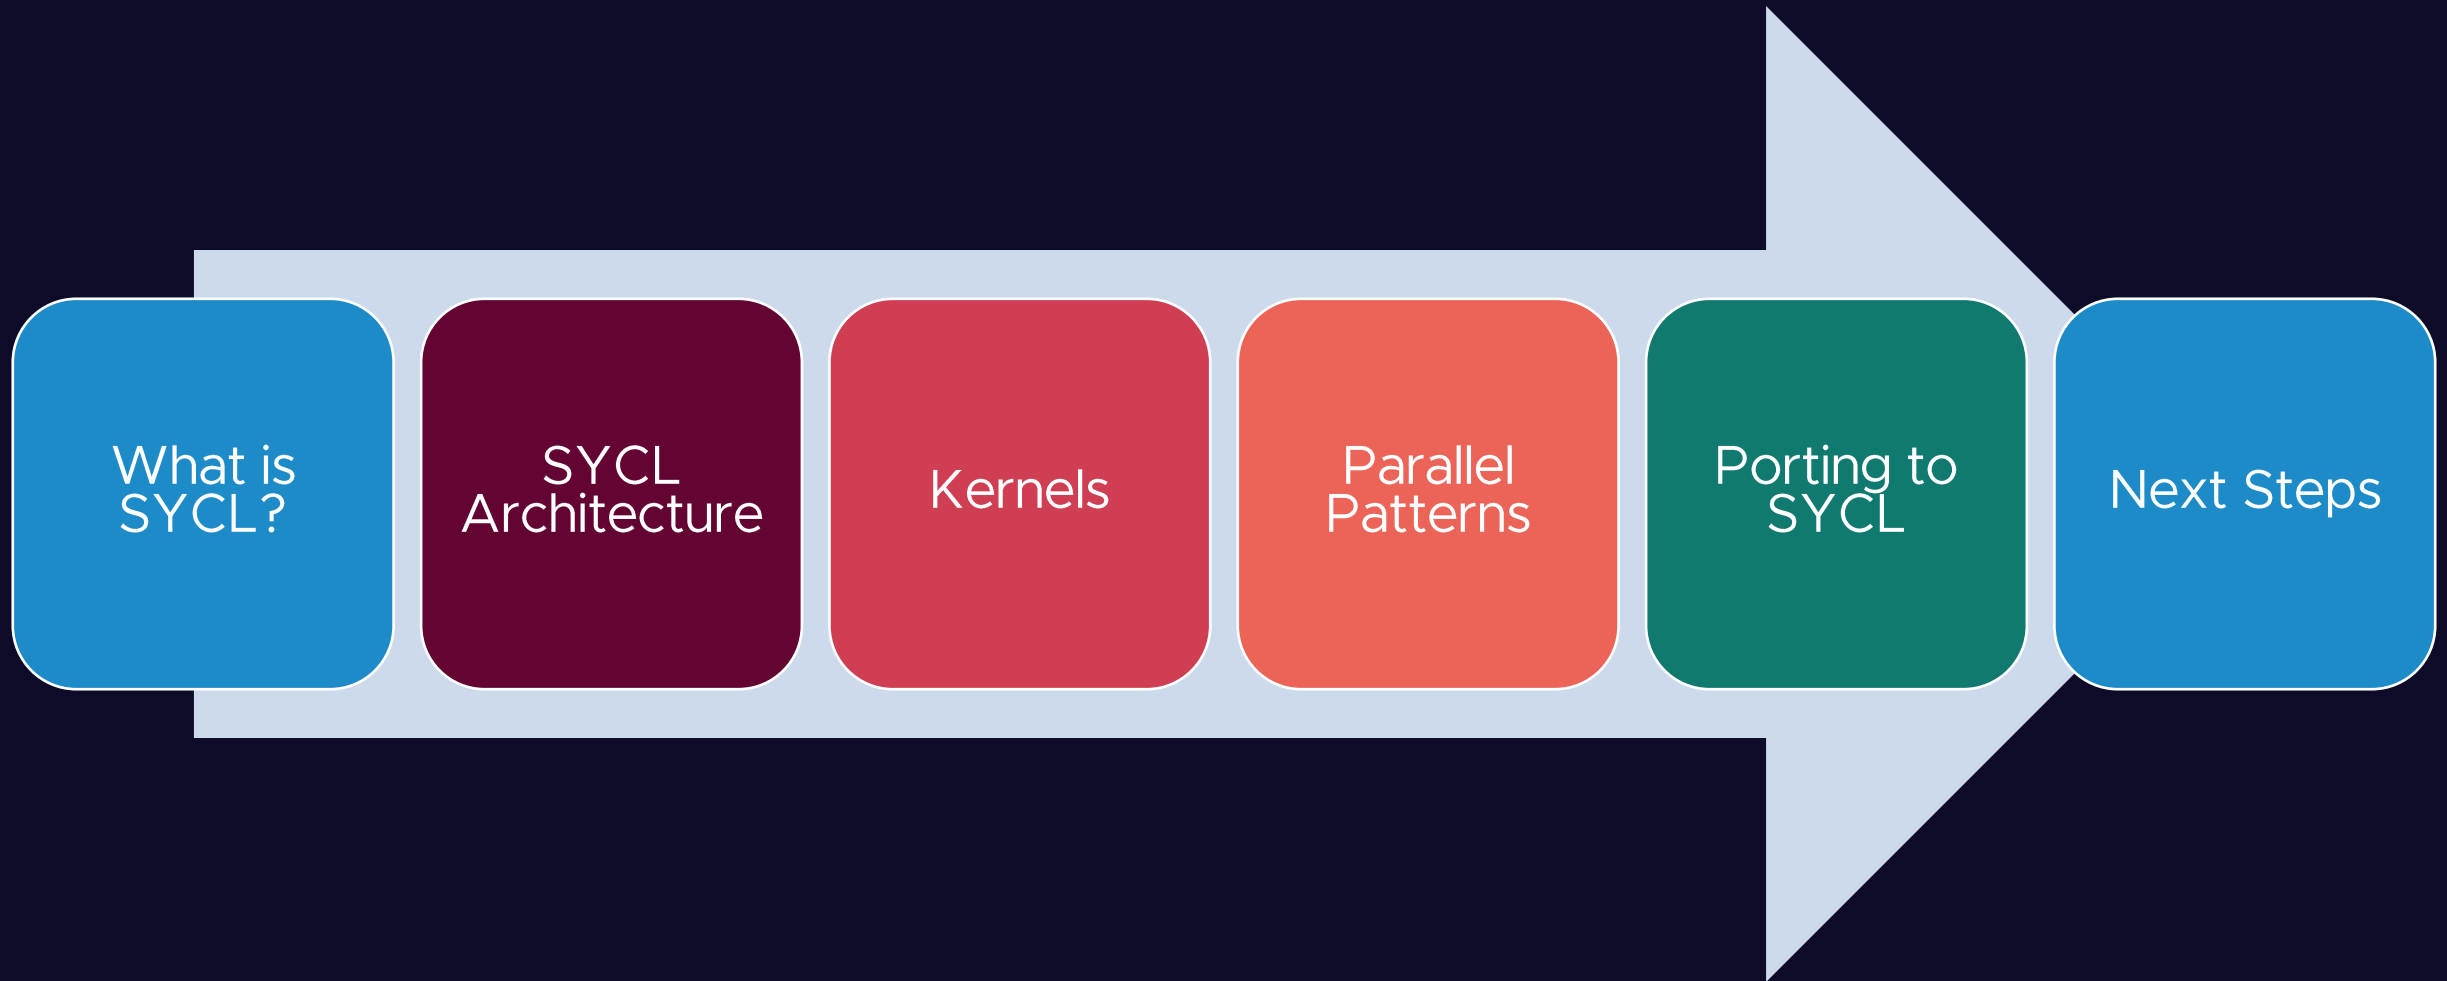 What is
SYCL?
SYCL
Architecture
Kernels
Parallel
Patterns
Porting to
SYCL
Next Steps